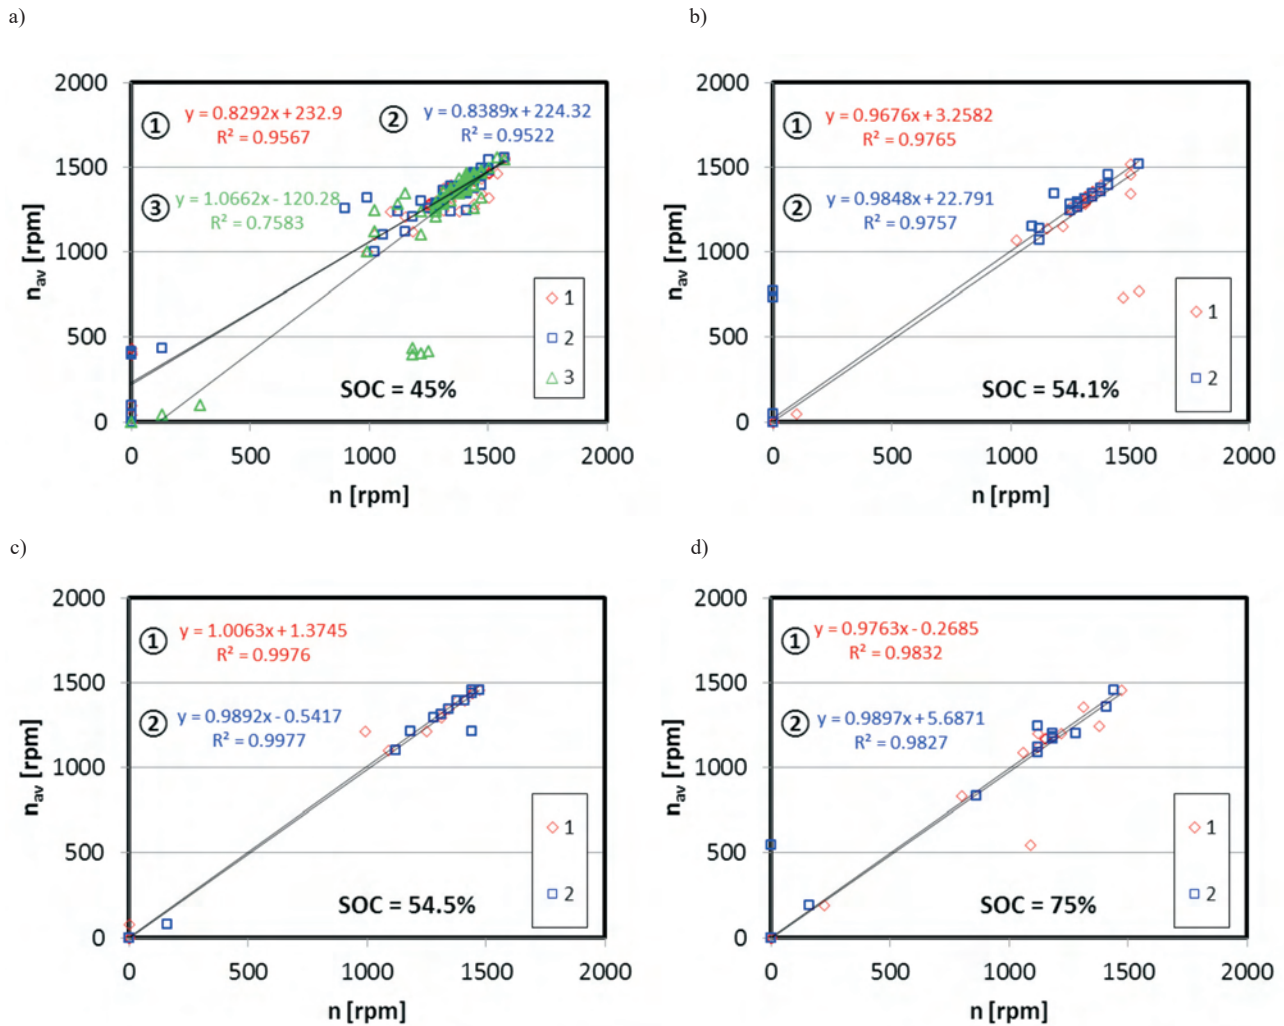 a)
2000
1500
1000
500
0
0 500 1000 1500 2000
n [rpm]
nav [rpm]
1
y = 0.8292x + 232.9
R² = 0.9567
2
y = 0.8389x + 224.32
R² = 0.9522
3
y = 1.0662x - 120.28
R² = 0.7583
1
2
3
SOC = 45%
b)
2000
1500
1000
500
0
0 500 1000 1500 2000
n [rpm]
nav [rpm]
1
y = 0.9676x + 3.2582
R² = 0.9765
2
y = 0.9848x + 22.791
R² = 0.9757
1
2
SOC = 54.1%
c)
2000
1500
1000
500
0
0 500 1000 1500 2000
n [rpm]
nav [rpm]
1
y = 1.0063x + 1.3745
R² = 0.9976
2
y = 0.9892x - 0.5417
R² = 0.9977
1
2
SOC = 54.5%
d)
2000
1500
1000
500
0
0 500 1000 1500 2000
n [rpm]
nav [rpm]
1
y = 0.9763x - 0.2685
R² = 0.9832
2
y = 0.9897x + 5.6871
R² = 0.9827
1
2
SOC = 75%